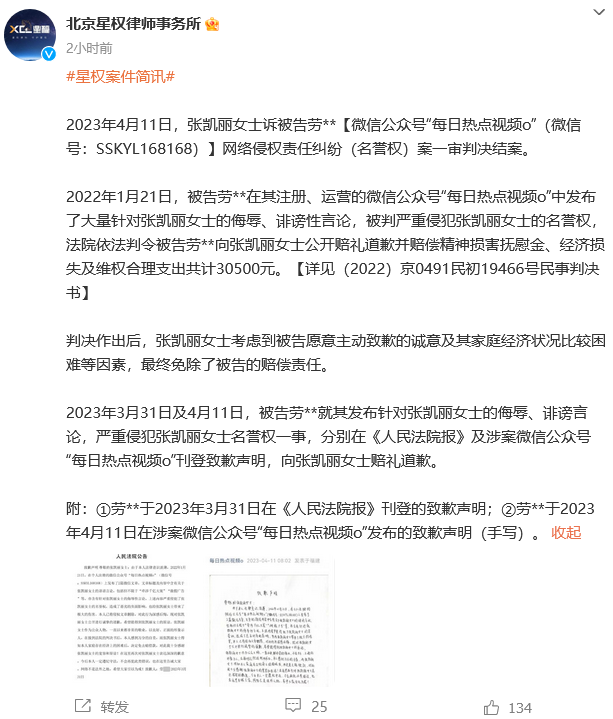 XQL星权
北京星权律师事务所
2小时前
#星权案件简讯#
2023年4月11日，张凯丽女士诉被告劳**【微信公众号“每日热点视频o”（微信
号：SSKYL168168）】网络侵权责任纠纷（名誉权）案一审判决结案。
2022年1月21日，被告劳**在其注册、运营的微信公众号“每日热点视频o”中发布
了大量针对张凯丽女士的侮辱、诽谤性言论，被判严重侵犯张凯丽女士的名誉权，
法院依法判令被告劳**向张凯丽女士公开赔礼道歉并赔偿精神损害抚慰金、经济损
失及维权合理支出共计30500元。【详见（2022）京0491民初19466号民事判决
书】
判决作出后，张凯丽女士考虑到被告愿意主动致歉的诚意及其家庭经济状况比较困
难等因素，最终免除了被告的赔偿责任。
2023年3月31日及4月11日，被告劳**就其发布针对张凯丽女士的侮辱、诽谤言
论，严重侵犯张凯丽女士名誉权一事，分别在《人民法院报》及涉案微信公众号
“每日热点视频o”刊登致歉声明，向张凯丽女士赔礼道歉。
附：①劳**于2023年3月31日在《人民法院报》刊登的致歉声明；②劳**于2023
年4月11日在涉案微信公众号“每日热点视频o”发布的致歉声明（手写）。 收起
人民法院公告
每日热点视频o 2023-04-11 08:02 发表于福建
致歉声明
转发
25
134